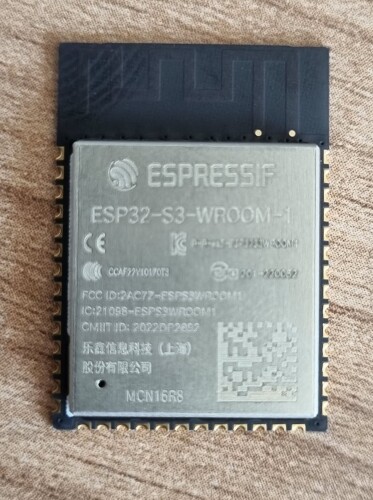 ESPRESSIF
ESP32-S3-WROOM-1
CE
FCC ID:2AC7Z-ESPS3WROOM1
IC:21098-ESPS3WROOM1
CMIIT ID: 2022DP2652
乐鑫信息科技（上海）
股份有限公司
MCN16R8